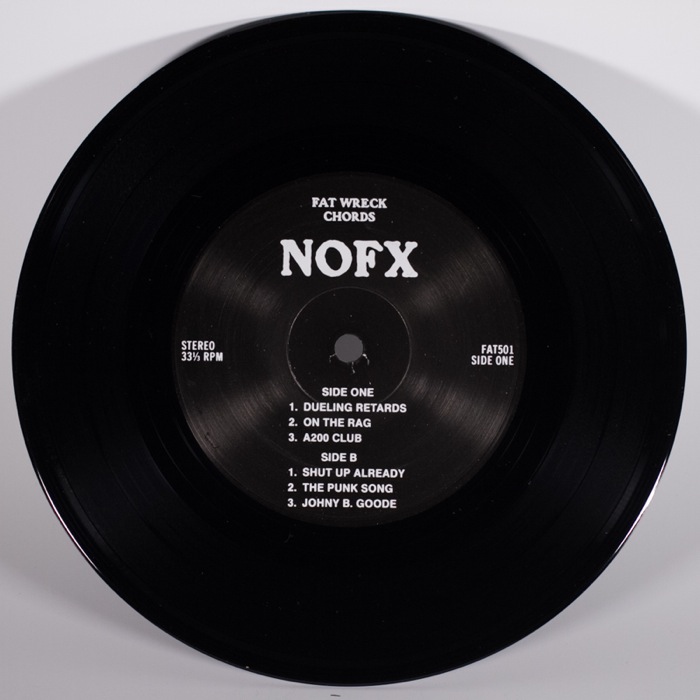 FAT WRECK
CHORDS
NOFX
STEREO
33⅓ RPM
FAT501
SIDE ONE
SIDE ONE
1. DUELING RETARDS
2. ON THE RAG
3. A200 CLUB
SIDE B
1. SHUT UP ALREADY
2. THE PUNK SONG
3. JOHNY B. GOODE